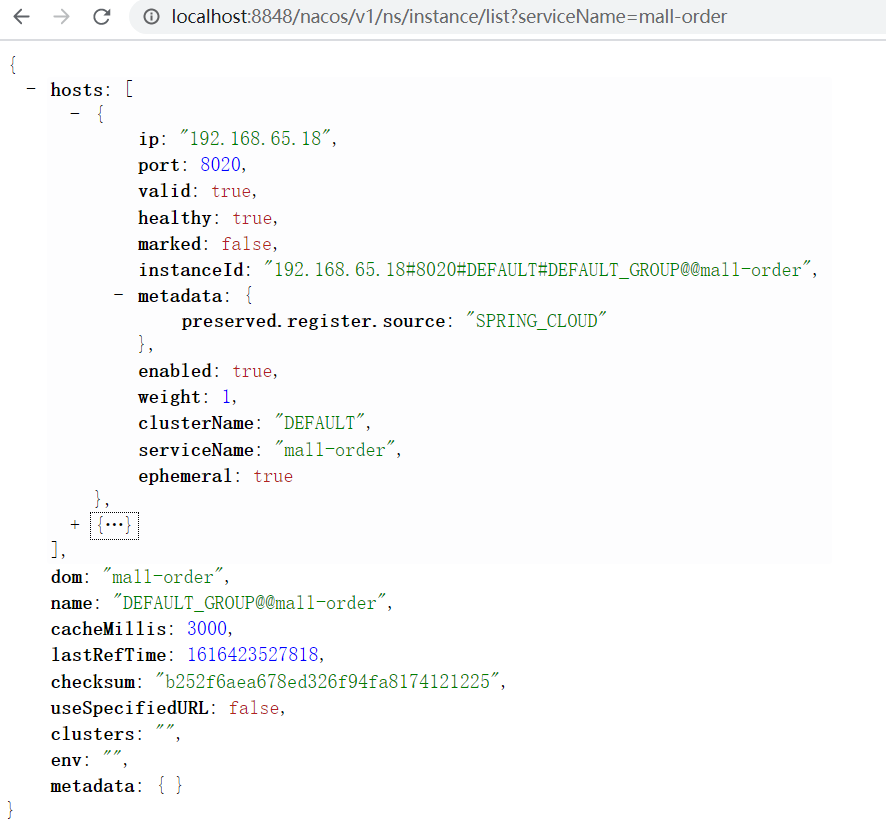 localhost:8848/nacos/v1/ns/instance/list?serviceName=mall-order
{
- hosts: [
- {
ip: "192.168.65.18",
port: 8020,
valid: true,
healthy: true,
marked: false,
instanceId: "192.168.65.18#8020#DEFAULT#DEFAULT_GROUP@@mall-order",
- metadata: {
preserved.register.source: "SPRING_CLOUD"
},
enabled: true,
weight: 1,
clusterName: "DEFAULT",
serviceName: "mall-order",
ephemeral: true
},
+ {...}
],
dom: "mall-order",
name: "DEFAULT_GROUP@@mall-order",
cacheMillis: 3000,
lastRefTime: 1616423527818,
checksum: "b252f6aea678ed326f94fa8174121225",
useSpecifiedURL: false,
clusters: "",
env: "",
metadata: { }
}